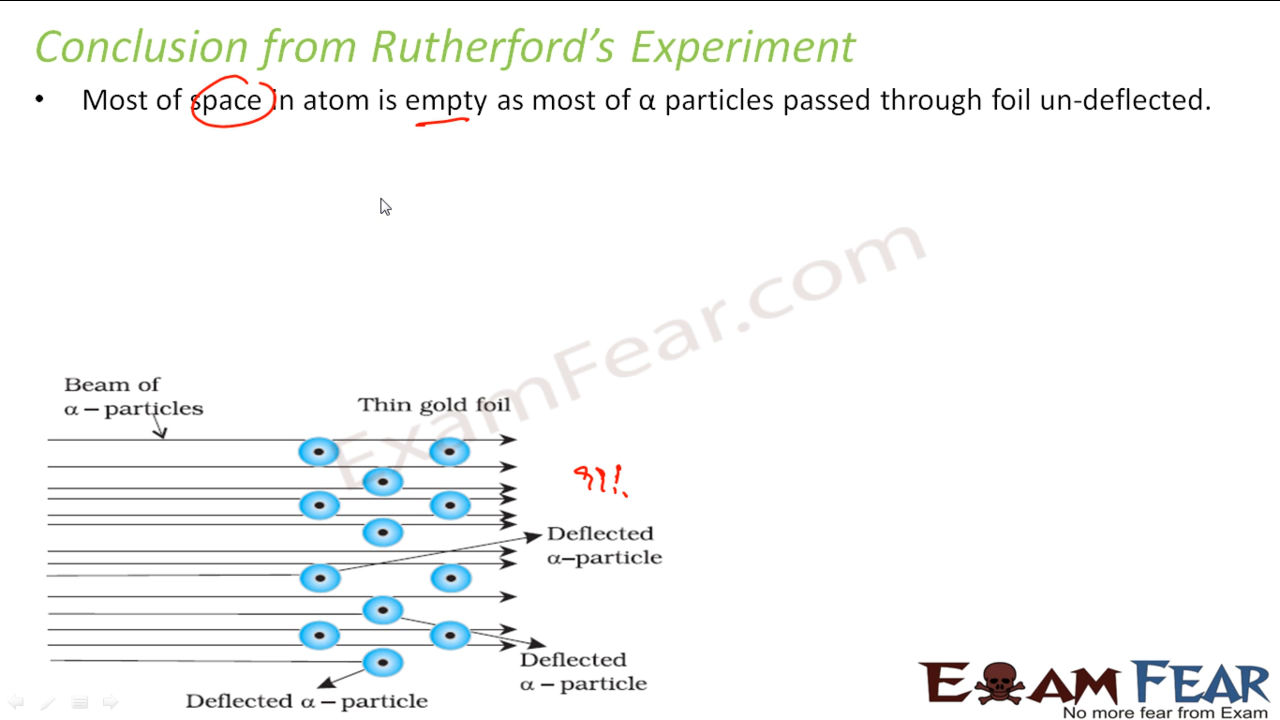 Conclusion from Rutherford's Experiment
• Most of space in atom is empty as most of α particles passed through foil un-deflected.
ExamFear.com
Beam of
α – particles
Thin gold foil
Deflected
α–particle
Deflected
α – particle
Deflected α – particle
EXAM FEAR
No more fear from Exam